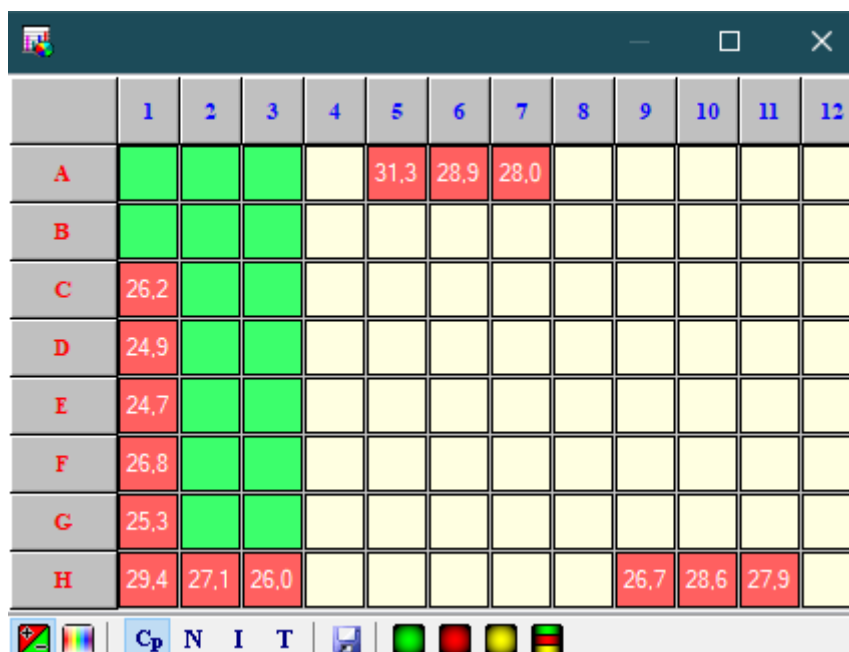 1 2 3 4 5 6 7 8 9 10 11 12
A 31,3 28,9 28,0
B
C 26,2
D 24,9
E 24,7
F 26,8
G 25,3
H 29,4 27,1 26,0 26,7 28,6 27,9
Cp N I T